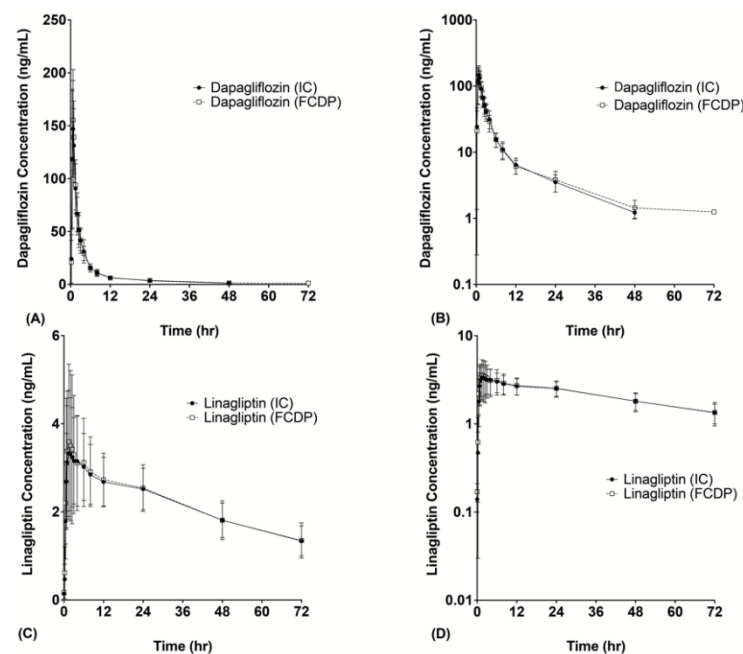 Dapagliflozin Concentration (ng/mL)
250
200
150
100
50
0
0 12 24 36 48 60 72
Dapagliflozin (IC)
Dapagliflozin (FCDP)
(A)
Time (hr)
Dapagliflozin Concentration (ng/mL)
1000
100
10
1
0.1
0 12 24 36 48 60 72
Dapagliflozin (IC)
Dapagliflozin (FCDP)
(B)
Time (hr)
Linagliptin Concentration (ng/mL)
6
4
2
0
0 12 24 36 48 60 72
Linagliptin (IC)
Linagliptin (FCDP)
(C)
Time (hr)
Linagliptin Concentration (ng/mL)
10
1
0.1
0.01
0 12 24 36 48 60 72
Linagliptin (IC)
Linagliptin (FCDP)
(D)
Time (hr)